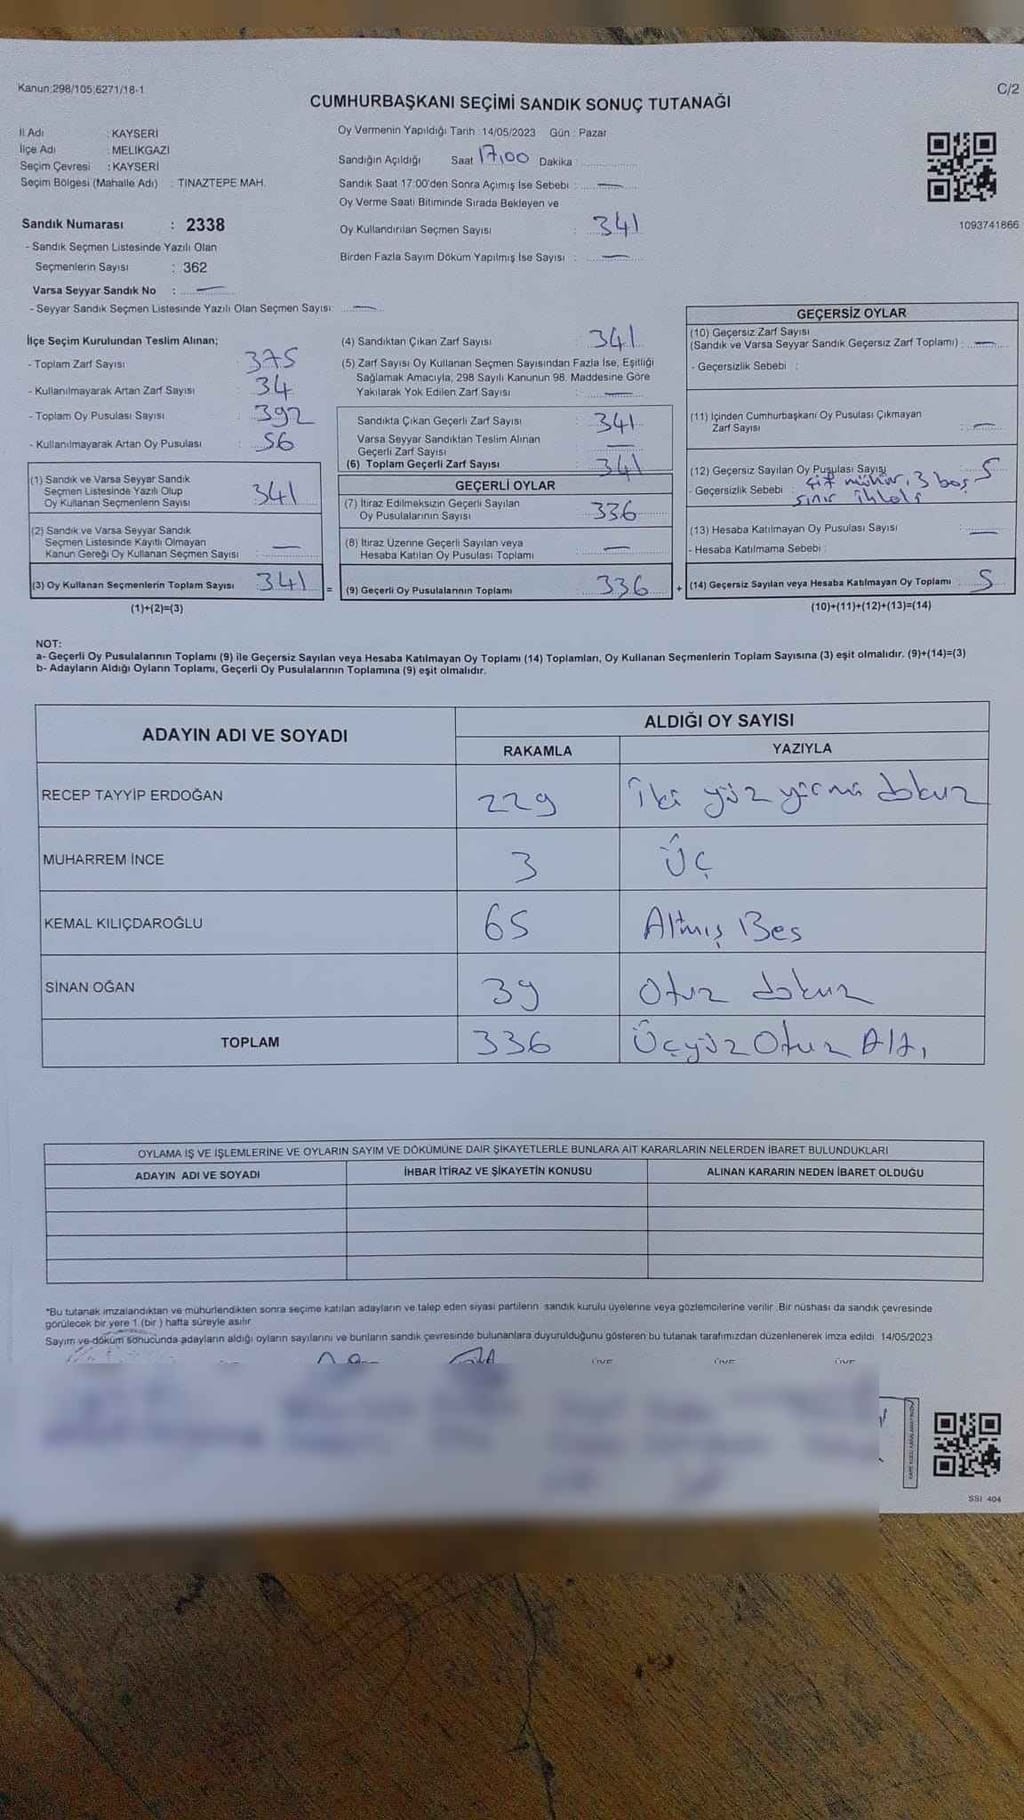 Kanun:298/105;6271/18-1
C/2
CUMHURBAŞKANI SEÇİMİ SANDIK SONUÇ TUTANAĞI
İl Adı : KAYSERİ
İlçe Adı : MELİKGAZİ
Seçim Çevresi : KAYSERİ
Seçim Bölgesi (Mahalle Adı) : TINAZTEPE MAH.
Oy Vermenin Yapıldığı Tarih : 14/05/2023 Gün : Pazar
Sandığın Açıldığı Saat 17,00 Dakika :
Sandık Saat 17:00'den Sonra Açımış İse Sebebi : —
Oy Verme Saati Bitiminde Sırada Bekleyen ve
Oy Kullandırılan Seçmen Sayısı : 341
Birden Fazla Sayım Döküm Yapılmış İse Sayısı : —
1093741866
Sandık Numarası : 2338
- Sandık Seçmen Listesinde Yazılı Olan
Seçmenlerin Sayısı : 362
Varsa Seyyar Sandık No : —
- Seyyar Sandık Seçmen Listesinde Yazılı Olan Seçmen Sayısı: —
İlçe Seçim Kurulundan Teslim Alınan;
- Toplam Zarf Sayısı : 375
- Kullanılmayarak Artan Zarf Sayısı : 34
- Toplam Oy Pusulası Sayısı : 392
- Kullanılmayarak Artan Oy Pusulası : 56
(1) Sandık ve Varsa Seyyar Sandık
Seçmen Listesinde Yazılı Olup
Oy Kullanan Seçmenlerin Sayısı : 341
(2) Sandık ve Varsa Seyyar Sandık
Seçmen Listesinde Kayıtlı Olmayan
Kanun Gereği Oy Kullanan Seçmen Sayısı : —
(3) Oy Kullanan Seçmenlerin Toplam Sayısı : 341 =
(1)+(2)=(3)
(4) Sandıktan Çıkan Zarf Sayısı : 341
(5) Zarf Sayısı Oy Kullanan Seçmen Sayısından Fazla İse, Eşitliği
Sağlamak Amacıyla, 298 Sayılı Kanunun 98. Maddesine Göre
Yakılarak Yok Edilen Zarf Sayısı : —
Sandıkta Çıkan Geçerli Zarf Sayısı : 341
Varsa Seyyar Sandıktan Teslim Alınan
Geçerli Zarf Sayısı : —
(6) Toplam Geçerli Zarf Sayısı : 341
GEÇERLİ OYLAR
(7) İtiraz Edilmeksizin Geçerli Sayılan
Oy Pusulalarının Sayısı : 336
(8) İtiraz Üzerine Geçerli Sayılan veya
Hesaba Katılan Oy Pusulası Toplamı : —
(9) Geçerli Oy Pusulalarının Toplamı : 336 +
GEÇERSİZ OYLAR
(10) Geçersiz Zarf Sayısı
(Sandık ve Varsa Seyyar Sandık Geçersiz Zarf Toplamı) : —
- Geçersizlik Sebebi :
(11) İçinden Cumhurbaşkanı Oy Pusulası Çıkmayan
Zarf Sayısı : —
(12) Geçersiz Sayılan Oy Pusulası Sayısı : 5
- Geçersizlik Sebebi : çift mühür, 3 boş
sınır ihlali
(13) Hesaba Katılmayan Oy Pusulası Sayısı : —
- Hesaba Katılmama Sebebi :
(14) Geçersiz Sayılan veya Hesaba Katılmayan Oy Toplamı : 5
(10)+(11)+(12)+(13)=(14)
NOT:
a- Geçerli Oy Pusulalarının Toplamı (9) ile Geçersiz Sayılan veya Hesaba Katılmayan Oy Toplamı (14) Toplamları, Oy Kullanan Seçmenlerin Toplam Sayısına (3) eşit olmalıdır. (9)+(14)=(3)
b- Adayların Aldığı Oyların Toplamı, Geçerli Oy Pusulalarının Toplamına (9) eşit olmalıdır.
ADAYIN ADI VE SOYADI
ALDIĞI OY SAYISI
RAKAMLA YAZIYLA
RECEP TAYYİP ERDOĞAN 229 İki yüz yirmi dokuz
MUHARREM İNCE 3 Üç
KEMAL KILIÇDAROĞLU 65 Altmış Beş
SİNAN OĞAN 39 Otuz dokuz
TOPLAM 336 Üçyüz Otuz Altı
OYLAMA İŞ VE İŞLEMLERİNE VE OYLARIN SAYIM VE DÖKÜMÜNE DAİR ŞİKAYETLERLE BUNLARA AİT KARARLARIN NELERDEN İBARET BULUNDUKLARI
ADAYIN ADI VE SOYADI İHBAR İTİRAZ VE ŞİKAYETİN KONUSU ALINAN KARARIN NEDEN İBARET OLDUĞU
*Bu tutanak imzalandıktan ve mühürlendikten sonra seçime katılan adayların ve talep eden siyasi partilerin sandık kurulu üyelerine veya gözlemcilerine verilir. Bir nüshası da sandık çevresinde
görülecek bir yere 1 (bir ) hafta süreyle asılır
Sayım ve döküm sonucunda adayların aldığı oyların sayılarını ve bunların sandık çevresinde bulunanlara duyurulduğunu gösteren bu tutanak tarafımızdan düzenlenerek imza edildi. 14/05/2023
ÜYE ÜYE ÜYE
SSI 404